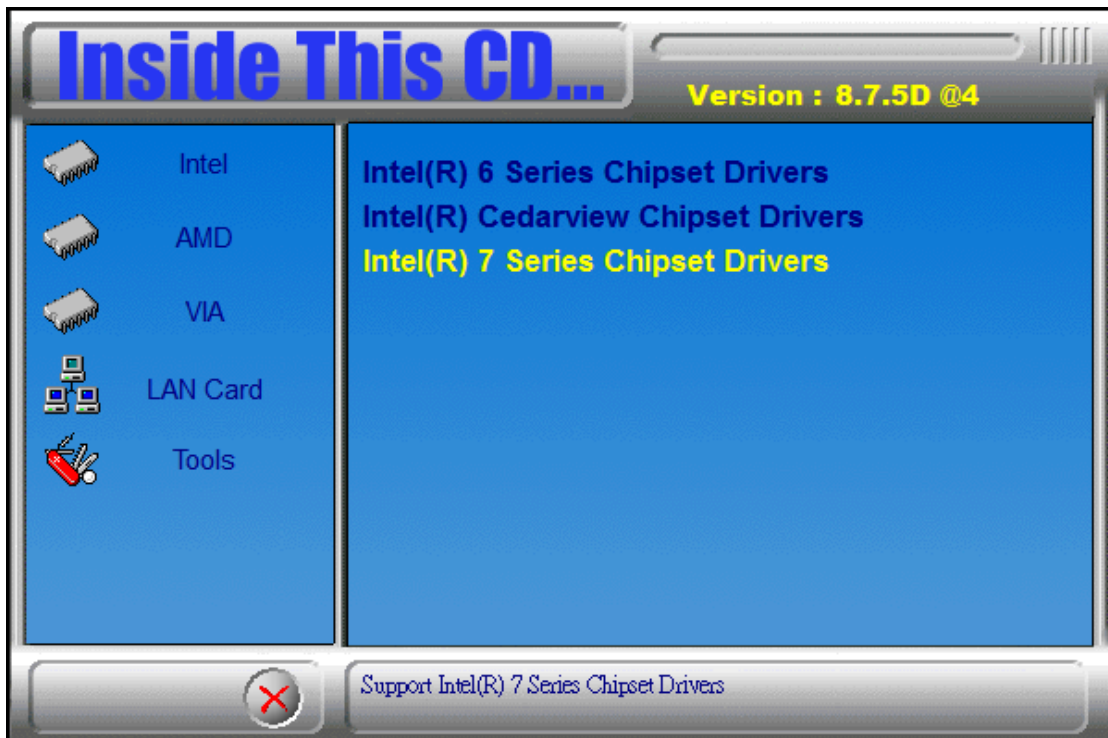 Inside This CD...
Version : 8.7.5D @4
Intel
AMD
VIA
LAN Card
Tools
Intel(R) 6 Series Chipset Drivers
Intel(R) Cedarview Chipset Drivers
Intel(R) 7 Series Chipset Drivers
Support Intel(R) 7 Series Chipset Drivers